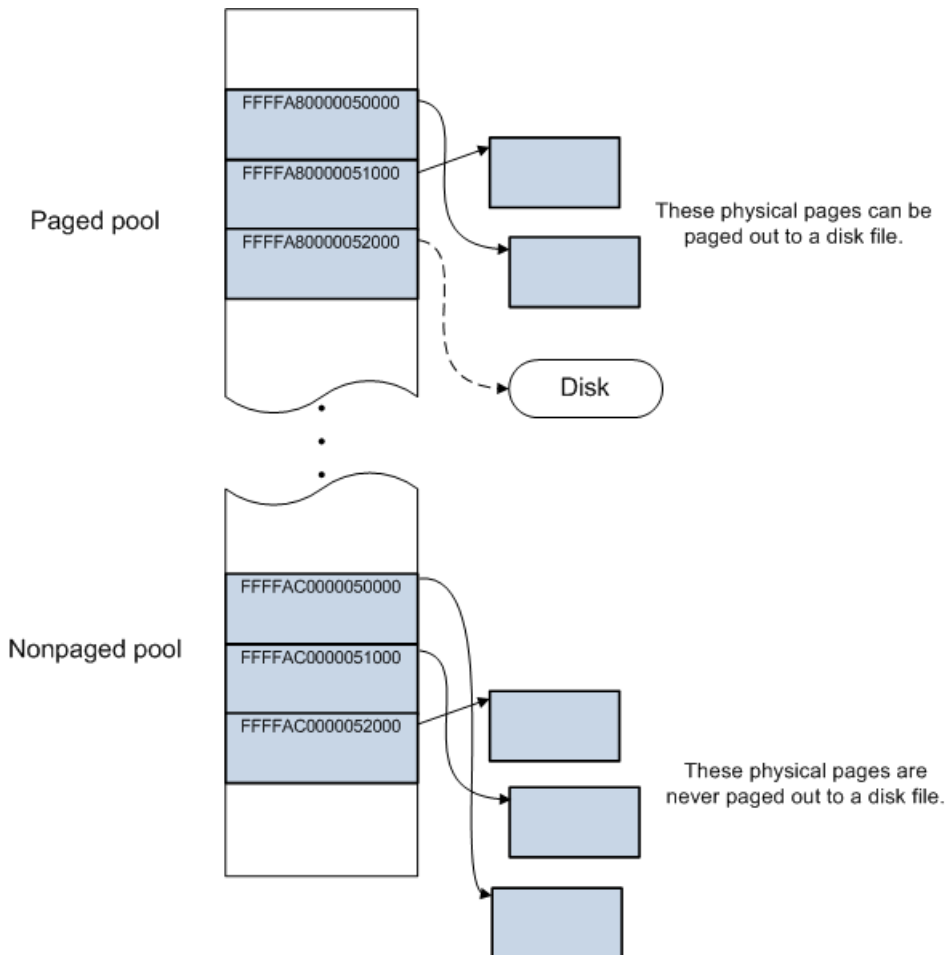 FFFFA80000050000
FFFFA80000051000
Paged pool
These physical pages can be
paged out to a disk file.
FFFFA80000052000
Disk
FFFFAC0000050000
Nonpaged pool
FFFFAC0000051000
FFFFAC0000052000
These physical pages are
never paged out to a disk file.